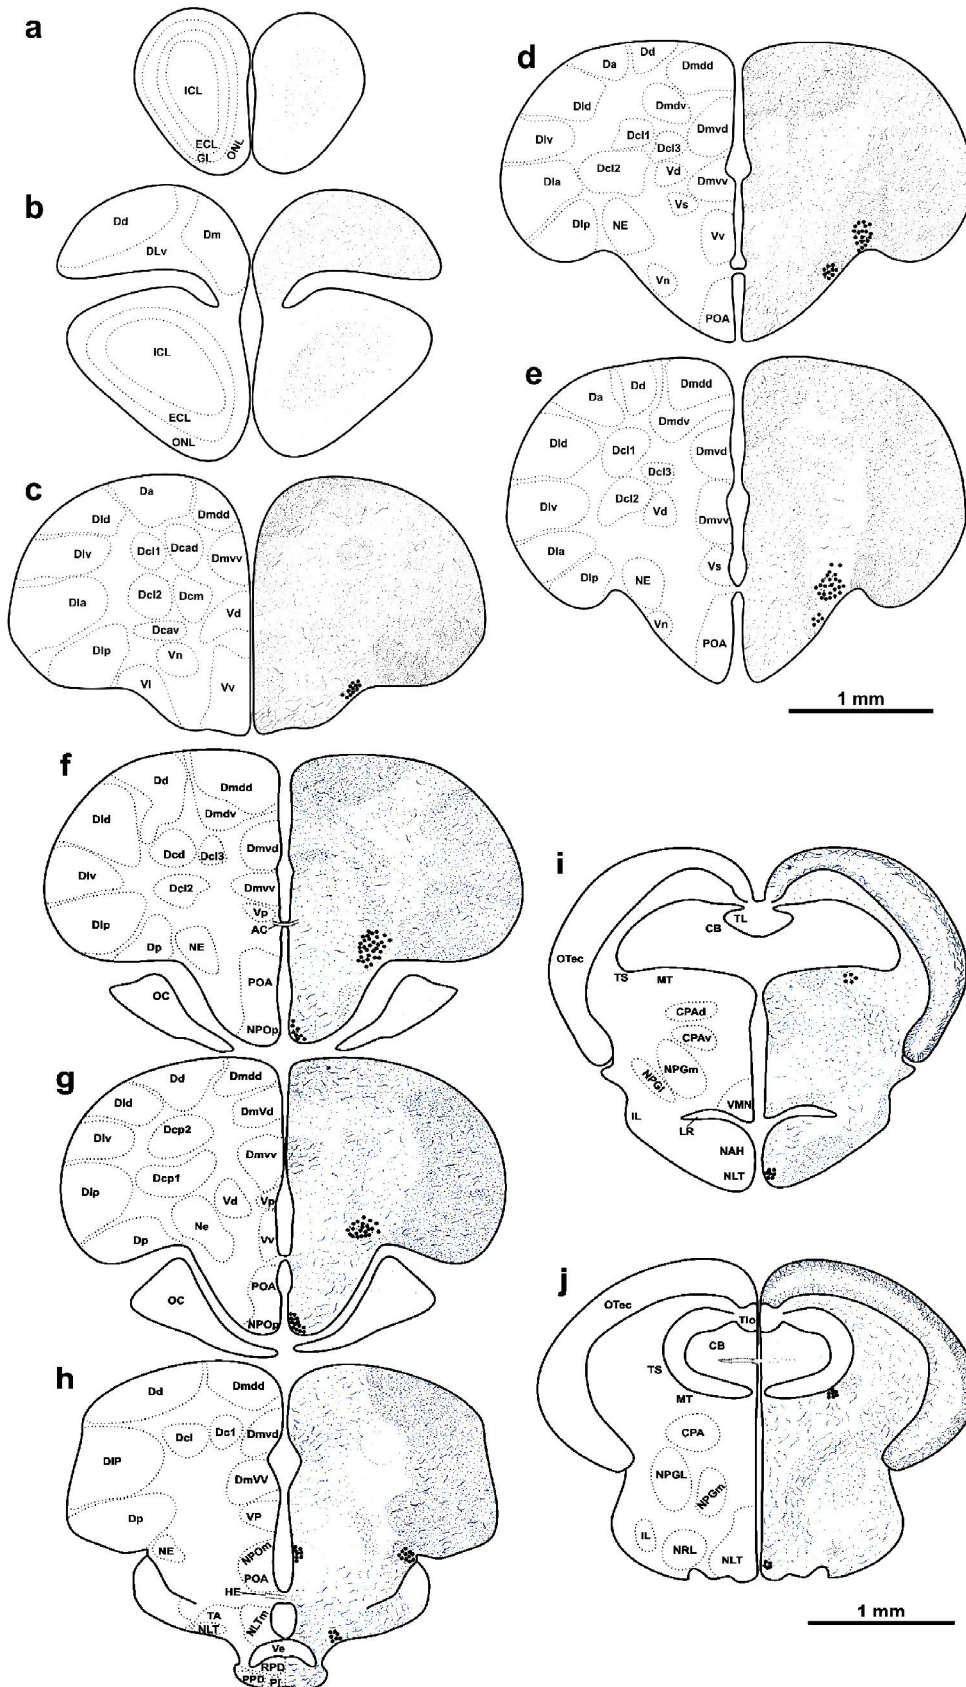 a
ICL
ECL
GL
ONL
b
Dd
DLv
Dm
ICL
ECL
ONL
c
Da
Dld
Dmdd
Dlv
Dcl1
Dcad
Dmvv
Dla
Dcl2
Dcm
Vd
Dcav
Dlp
Vn
Vl
Vv
d
Da
Dd
Dmdd
Dld
Dmdv
Dmvd
Dlv
Dcl1
Dcl3
Dla
Dcl2
Vd
Dmvv
Vs
Dlp
NE
Vv
Vn
POA
e
Da
Dd
Dmdd
Dmdv
Dld
Dcl1
Dmvd
Dcl3
Dlv
Dcl2
Vd
Dmvv
Dla
Dlp
NE
Vs
Vn
POA
1 mm
f
Dd
Dmdd
Dld
Dmdv
Dcd
Dcl3
Dmvd
Dlv
Dcl2
Dmvv
Vp
AC
Dlp
Dp
NE
POA
OC
NPOp
g
Dd
Dmdd
Dld
DmVd
Dlv
Dcp2
Dmvv
Dcp1
Dlp
Vd
Vp
Ne
Vv
Dp
POA
OC
NPOp
h
Dd
Dmdd
Dcl
Dc1
Dmvd
DlP
DmVV
Dp
VP
NE
NPOm
POA
HE
TA
NLT
NLTm
Ve
RPD
PPD
PI
i
TL
CB
OTec
TS
MT
CPAd
CPAv
NPGm
NPGl
VMN
IL
LR
NAH
NLT
j
OTec
Tlo
CB
TS
MT
CPA
NPGL
NPGm
IL
NRL
NLT
1 mm